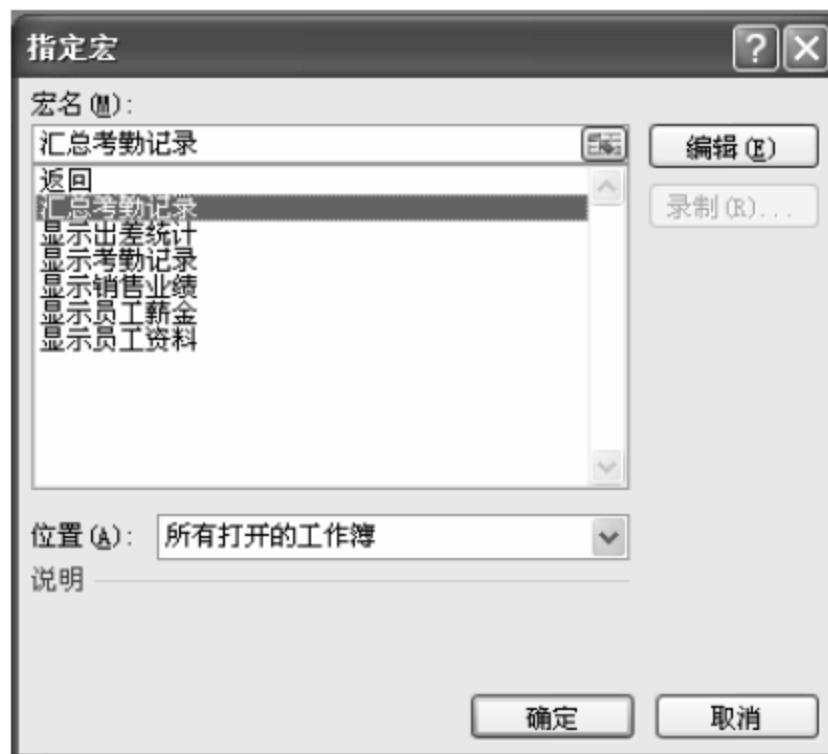 指定宏
宏名(M):
汇总考勤记录
编辑(E)
返回
录制(R)...
汇总考勤记录
显示出差统计
显示考勤记录
显示销售业绩
显示员工薪金
显示员工资料
位置(A): 所有打开的工作簿
说明
确定 取消